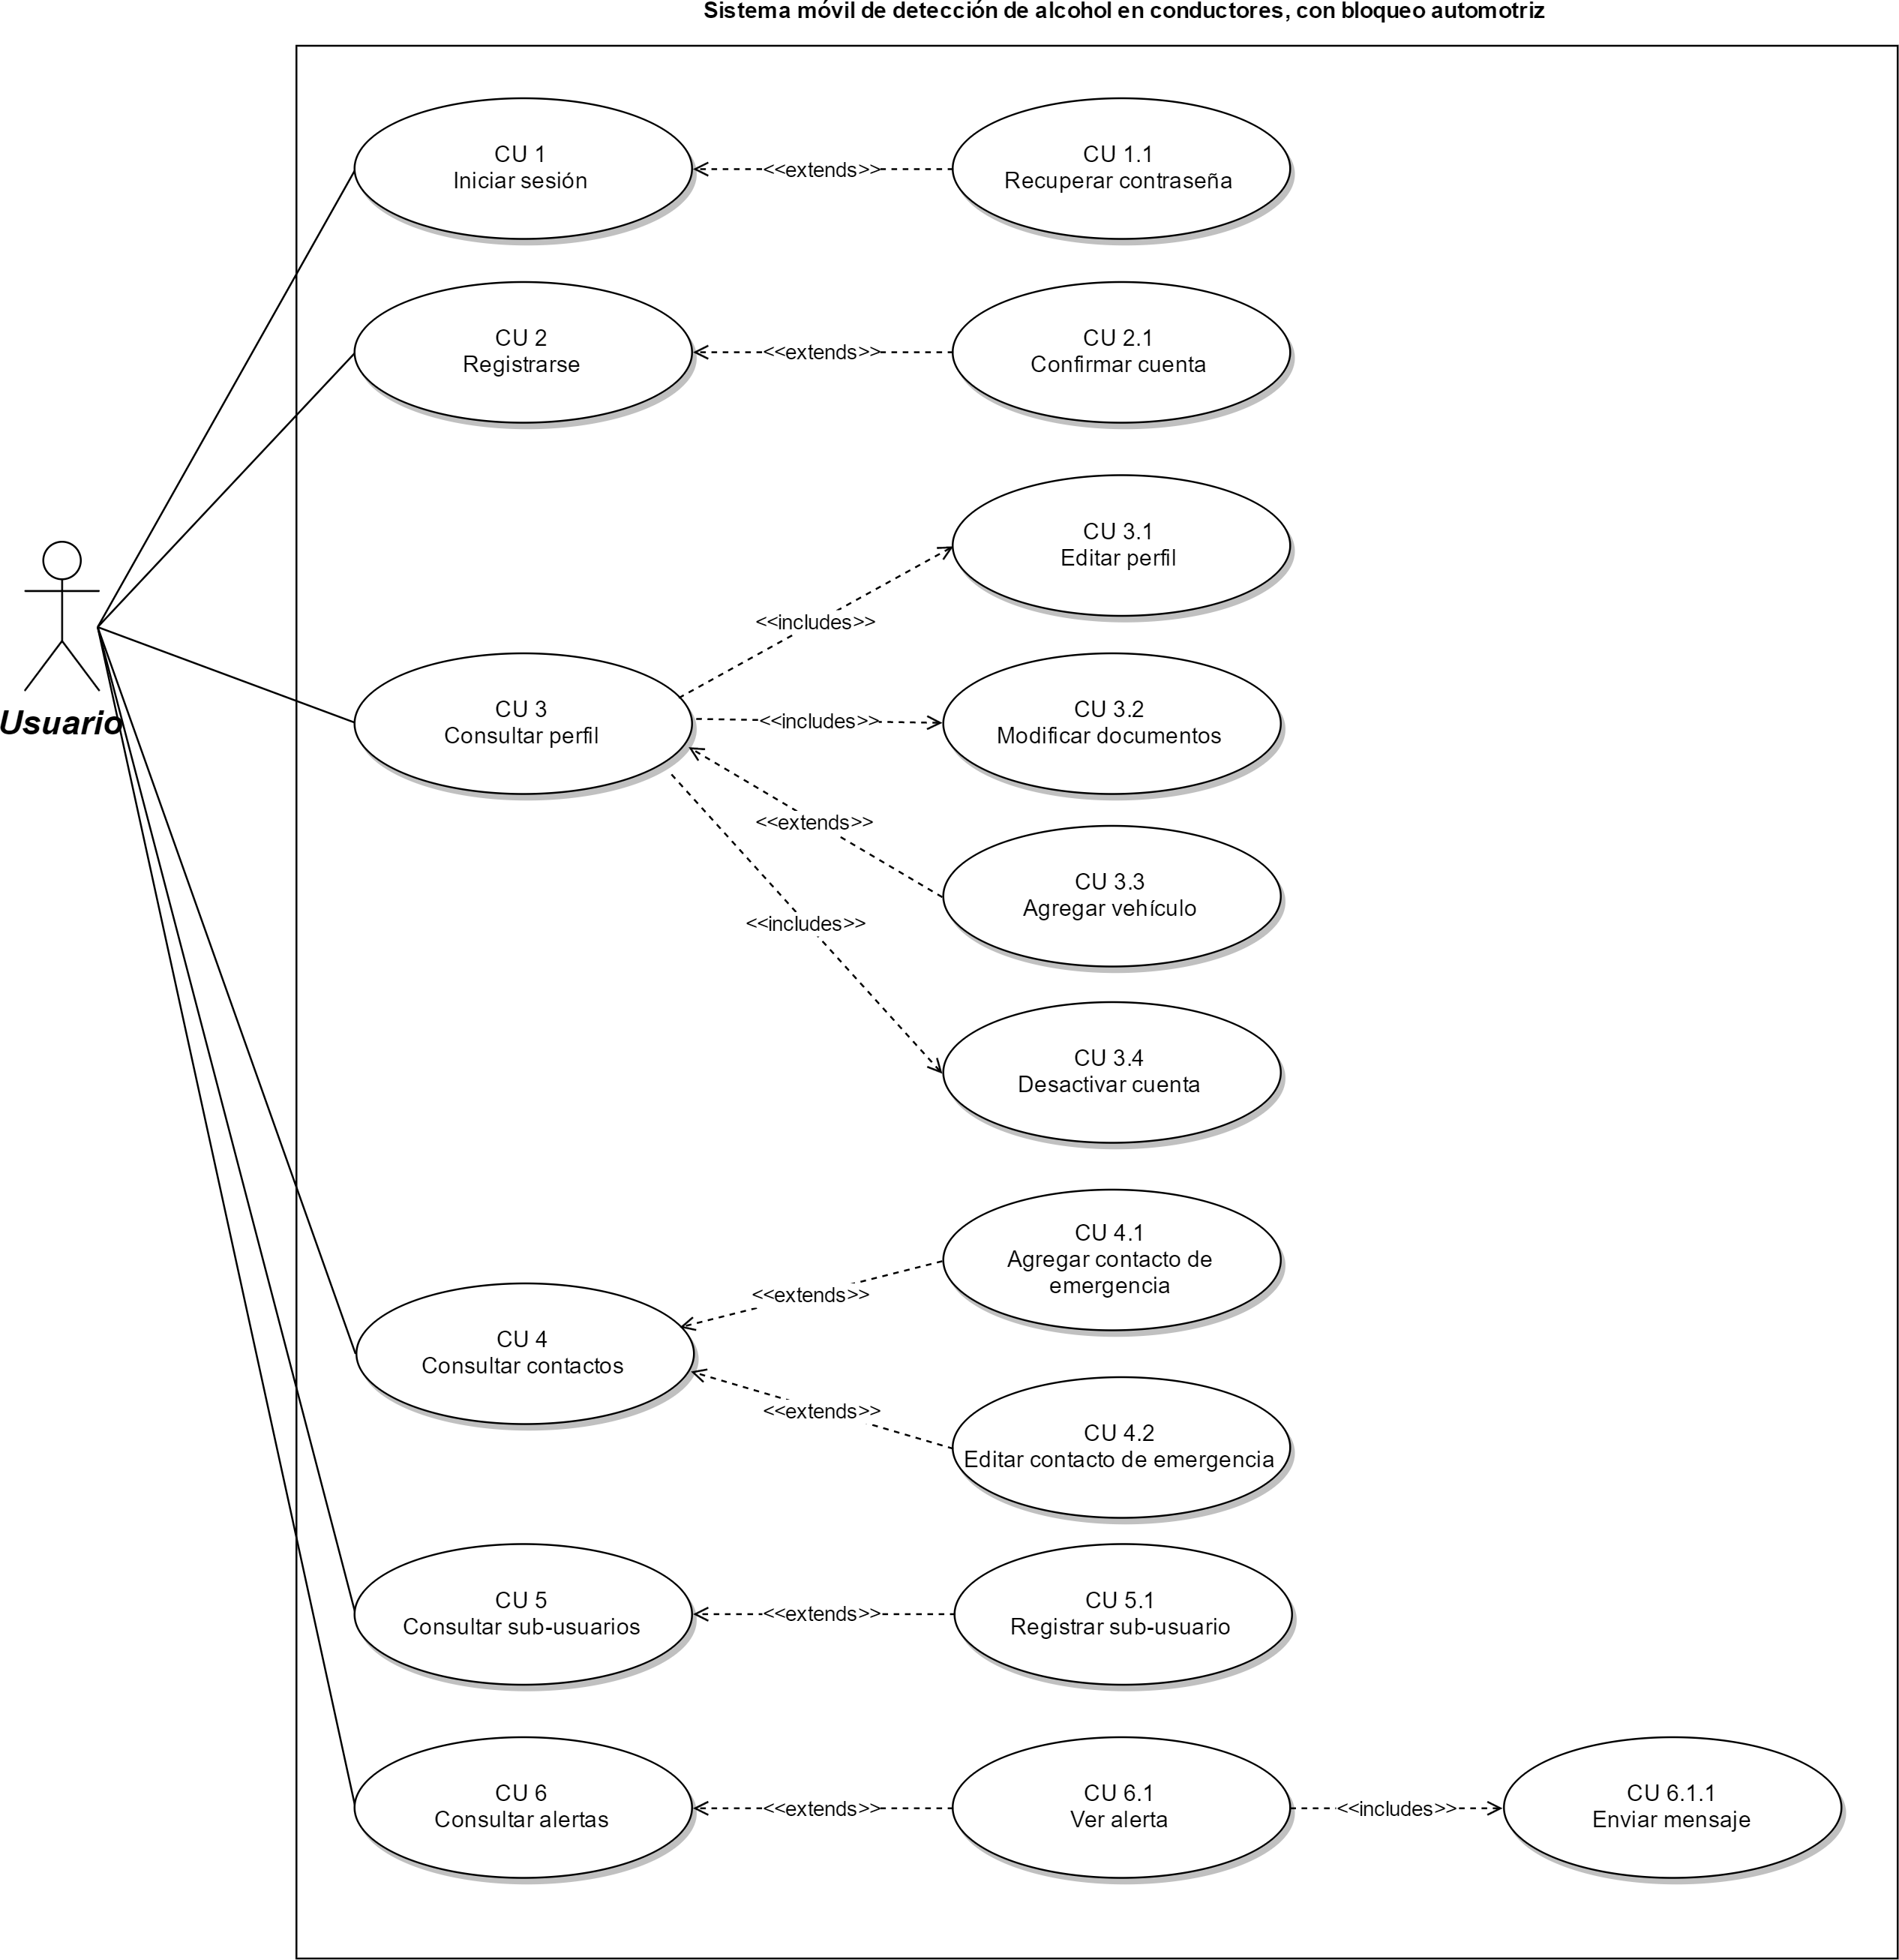 Sistema móvil de detección de alcohol en conductores, con bloqueo automotriz
CU 1
Iniciar sesión
<<extends>>
CU 1.1
Recuperar contraseña
CU 2
Registrarse
<<extends>>
CU 2.1
Confirmar cuenta
Usuario
CU 3
Consultar perfil
<<includes>>
CU 3.1
Editar perfil
<<includes>>
CU 3.2
Modificar documentos
<<extends>>
CU 3.3
Agregar vehículo
<<includes>>
CU 3.4
Desactivar cuenta
CU 4
Consultar contactos
<<extends>>
CU 4.1
Agregar contacto de
emergencia
<<extends>>
CU 4.2
Editar contacto de emergencia
CU 5
Consultar sub-usuarios
<<extends>>
CU 5.1
Registrar sub-usuario
CU 6
Consultar alertas
<<extends>>
CU 6.1
Ver alerta
<<includes>>
CU 6.1.1
Enviar mensaje